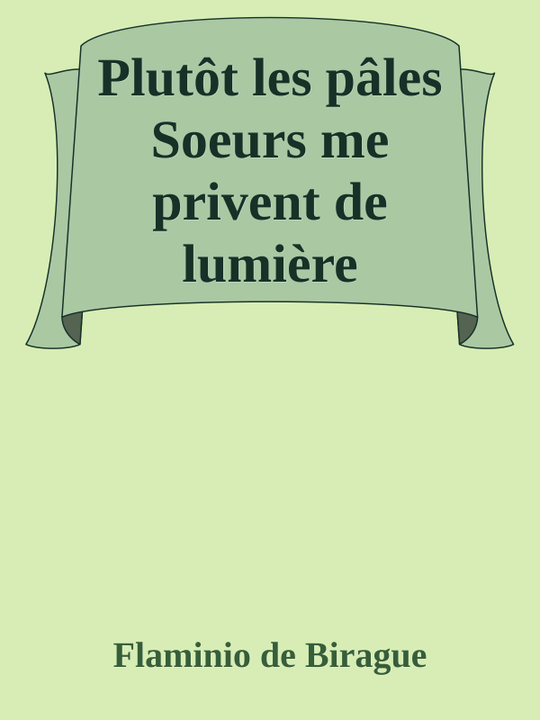 Plutôt les pâles
Soeurs me
privent de
lumière
Flaminio de Birague